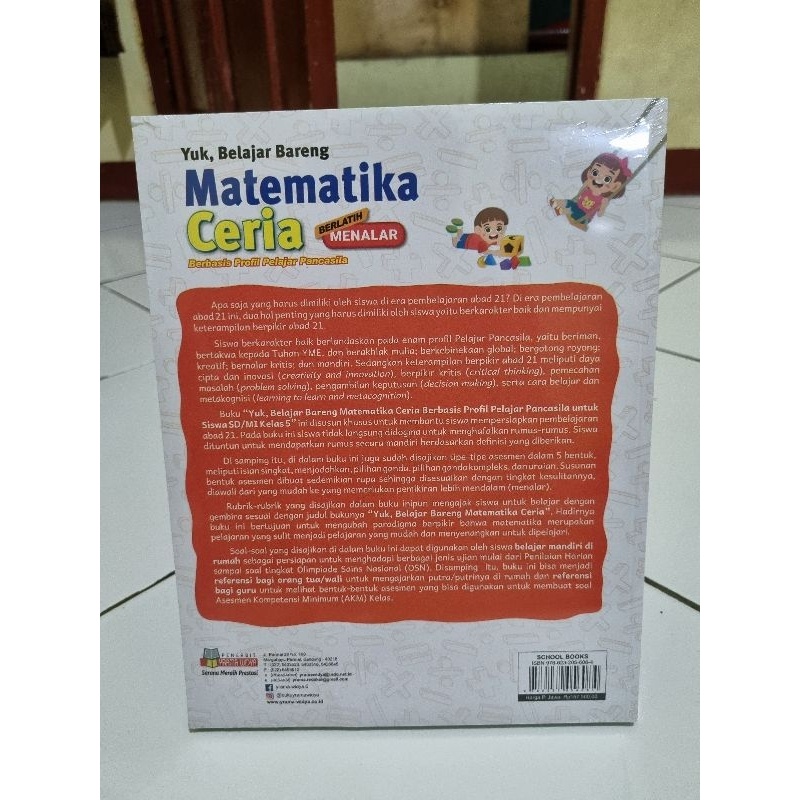 Yuk, Belajar Bareng
Matematika
Ceria
BERLATIH
MENALAR
Berbasis Profil Pelajar Pancasila
Apa saja yang harus dimiliki oleh siswa di era pembelajaran abad 21? Di era pembelajaran
abad 21 ini, dua hal penting yang harus dimiliki oleh siswa yaitu berkarakter baik dan mempunyai
keterampilan berpikir abad 21.
Siswa berkarakter baik berlandaskan pada enam profil Pelajar Pancasila, yaitu beriman,
bertakwa kepada Tuhan YME, dan berakhlak mulia; berkebinekaan global; bergotong royong;
kreatif; bernalar kritis; dan mandiri. Sedangkan keterampilan berpikir abad 21 meliputi daya
cipta dan inovasi (creativity and innovation), berpikir kritis (critical thinking), pemecahan
masalah (problem solving), pengambilan keputusan (decision making), serta cara belajar dan
metakognisi (learning to learn and metacognition).
Buku "Yuk, Belajar Bareng Matematika Ceria Berbasis Profil Pelajar Pancasila untuk
Siswa SD/MI Kelas 5" ini disusun khusus untuk membantu siswa mempersiapkan pembelajaran
abad 21. Pada buku ini siswa tidak langsung didogma untuk menghafalkan rumus-rumus. Siswa
dituntun untuk mendapatkan rumus secara mandiri berdasarkan definisi yang diberikan.
Di samping itu, di dalam buku ini juga sudah disajikan tipe-tipe asesmen dalam 5 bentuk,
meliputi isian singkat, menjodohkan, pilihan ganda, pilihan ganda kompleks, dan uraian. Susunan
bentuk asesmen dibuat sedemikian rupa sehingga disesuaikan dengan tingkat kesulitannya,
diawali dari yang mudah ke yang memerlukan pemikiran lebih mendalam (menalar).
Rubrik-rubrik yang disajikan dalam buku inipun mengajak siswa untuk belajar dengan
gembira sesuai dengan judul bukunya "Yuk, Belajar Bareng Matematika Ceria". Hadirnya
buku ini bertujuan untuk mengubah paradigma berpikir bahwa matematika merupakan
pelajaran yang sulit menjadi pelajaran yang mudah dan menyenangkan untuk dipelajari.
Soal-soal yang disajikan di dalam buku ini dapat digunakan oleh siswa belajar mandiri di
rumah sebagai persiapan untuk menghadapi berbagai jenis ujian mulai dari Penilaian Harian
sampai soal tingkat Olimpiade Sains Nasional (OSN). Disamping itu, buku ini bisa menjadi
referensi bagi orang tua/wali untuk mengajarkan putra/putrinya di rumah dan referensi
bagi guru untuk melihat bentuk-bentuk asesmen yang bisa digunakan untuk membuat soal
Asesmen Kompetensi Minimum (AKM) Kelas.
PENERBIT
YRAMA WIDYA
Sarana Meraih Prestasi
www.yrama-widya.co.id
SCHOOL BOOKS